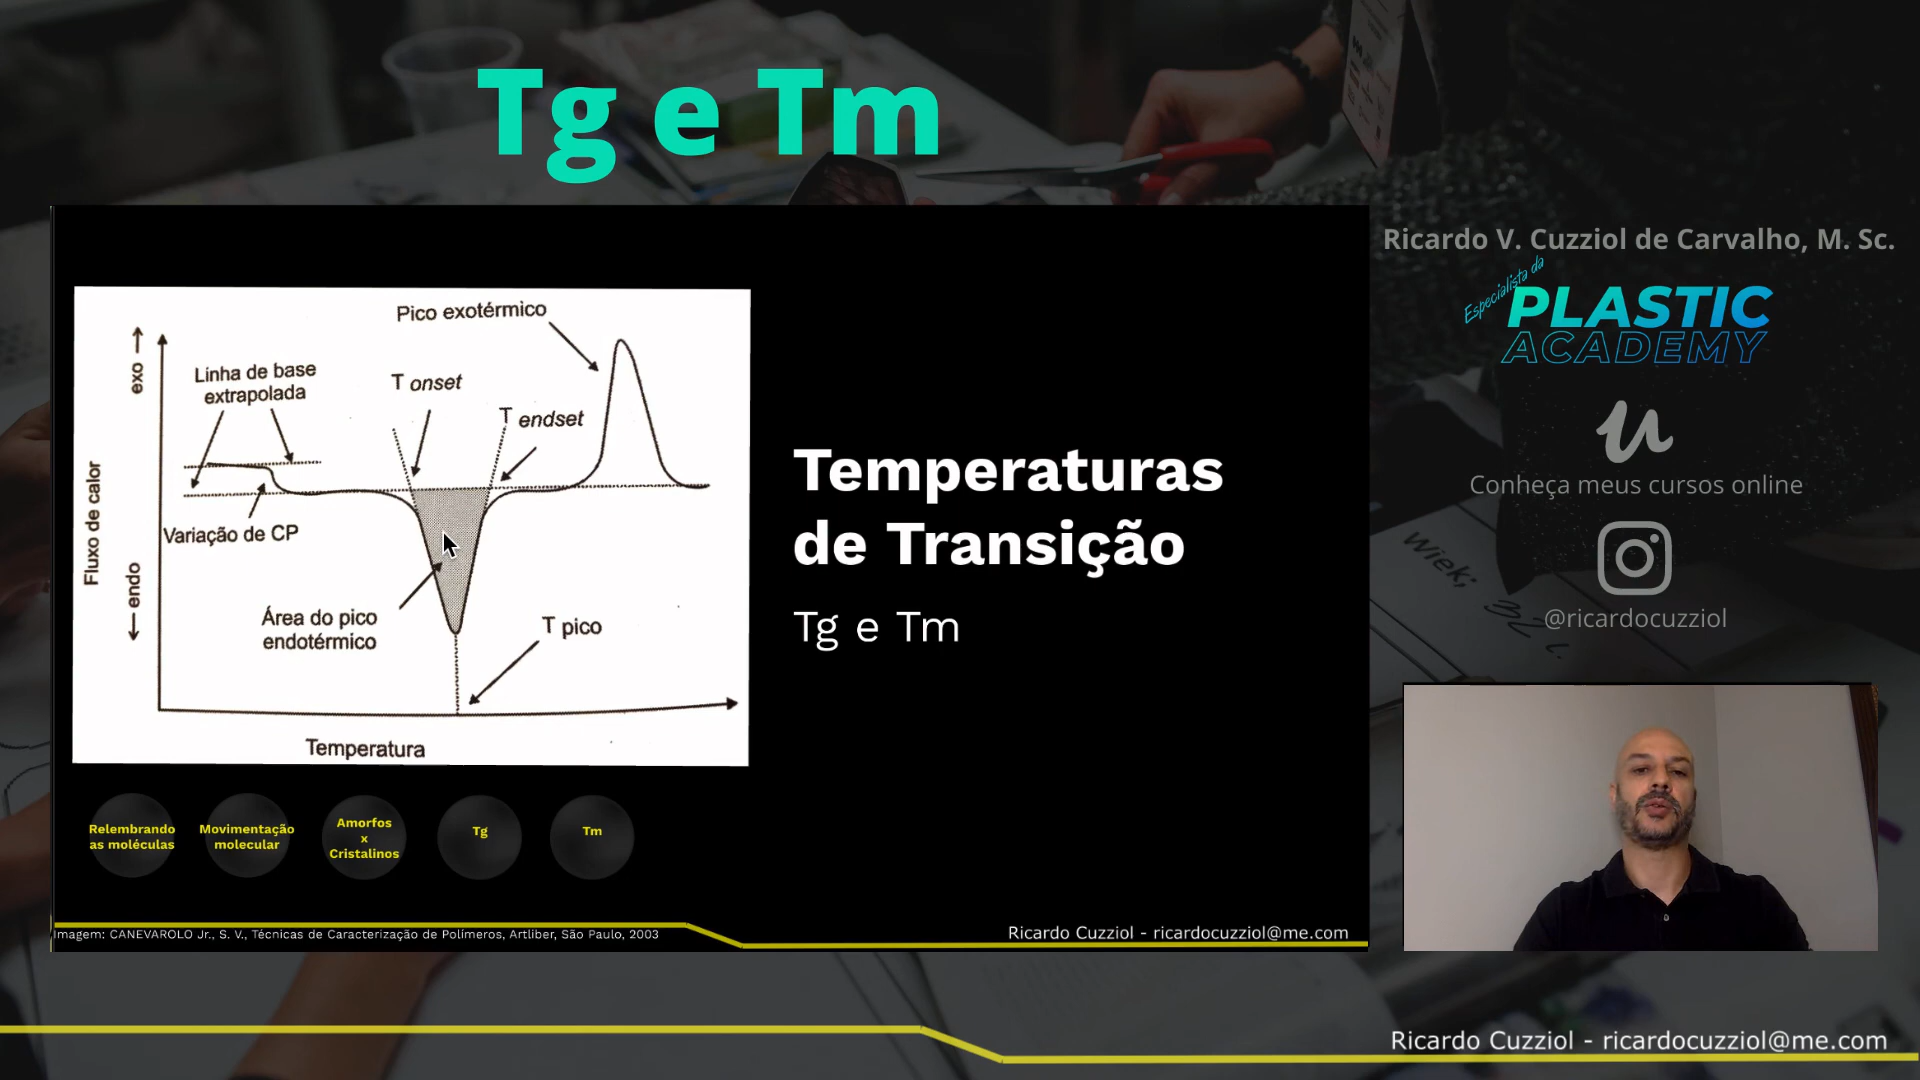 Tg e Tm
Ricardo V. Cuzziol de Carvalho, M. Sc.
Especialista da
PLASTIC
ACADEMY
Conheça meus cursos online
@ricardocuzziol
Pico exotérmico
exo
Linha de base
extrapolada
T onset
T endset
Variação de CP
Fluxo de calor
endo
Área do pico
endotérmico
T pico
Temperatura
Temperaturas
de Transição
Tg e Tm
Relembrando
as moléculas
Movimentação
molecular
Amorfos
x
Cristalinos
Tg
Tm
Imagem: CANEVAROLO Jr., S. V., Técnicas de Caracterização de Polímeros, Artliber, São Paulo, 2003
Ricardo Cuzziol - ricardocuzziol@me.com
Wiek;
Ricardo Cuzziol - ricardocuzziol@me.com